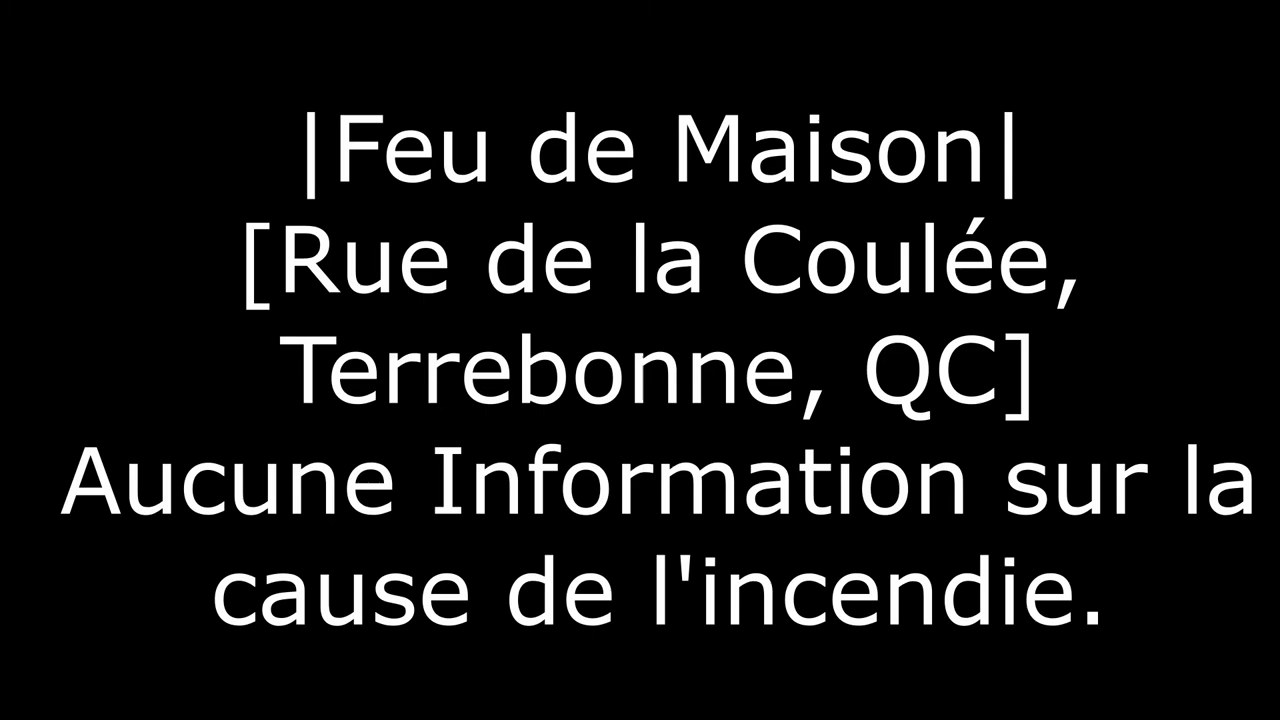 |Feu de Maison|
[Rue de la Coulée,
Terrebonne, QC]
Aucune Information sur la
cause de l'incendie.